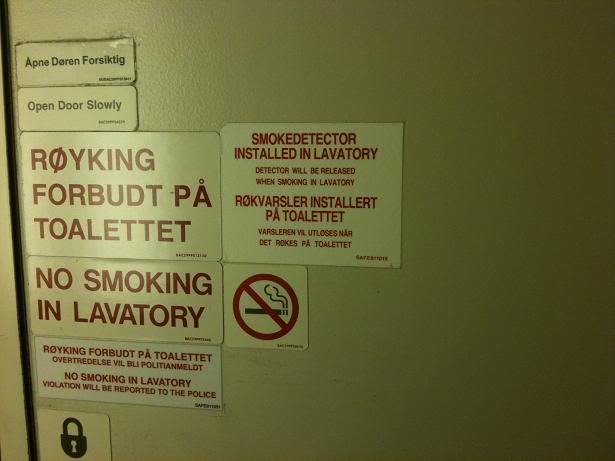 Åpne Døren Forsiktig
Open Door Slowly
RØYKING
FORBUDT PÅ
TOALETTET
SMOKEDETECTOR
INSTALLED IN LAVATORY
DETECTOR WILL BE RELEASED
WHEN SMOKING IN LAVATORY
RØKVARSLER INSTALLERT
PÅ TOALETTET
VARSLEREN VIL UTLØSES NÅR
DET RØKES PÅ TOALETTET
SAFE911015
NO SMOKING
IN LAVATORY
RØYKING FORBUDT PÅ TOALETTET
OVERTREDELSE VIL BLI POLITIANMELDT
NO SMOKING IN LAVATORY
VIOLATION WILL BE REPORTED TO THE POLICE